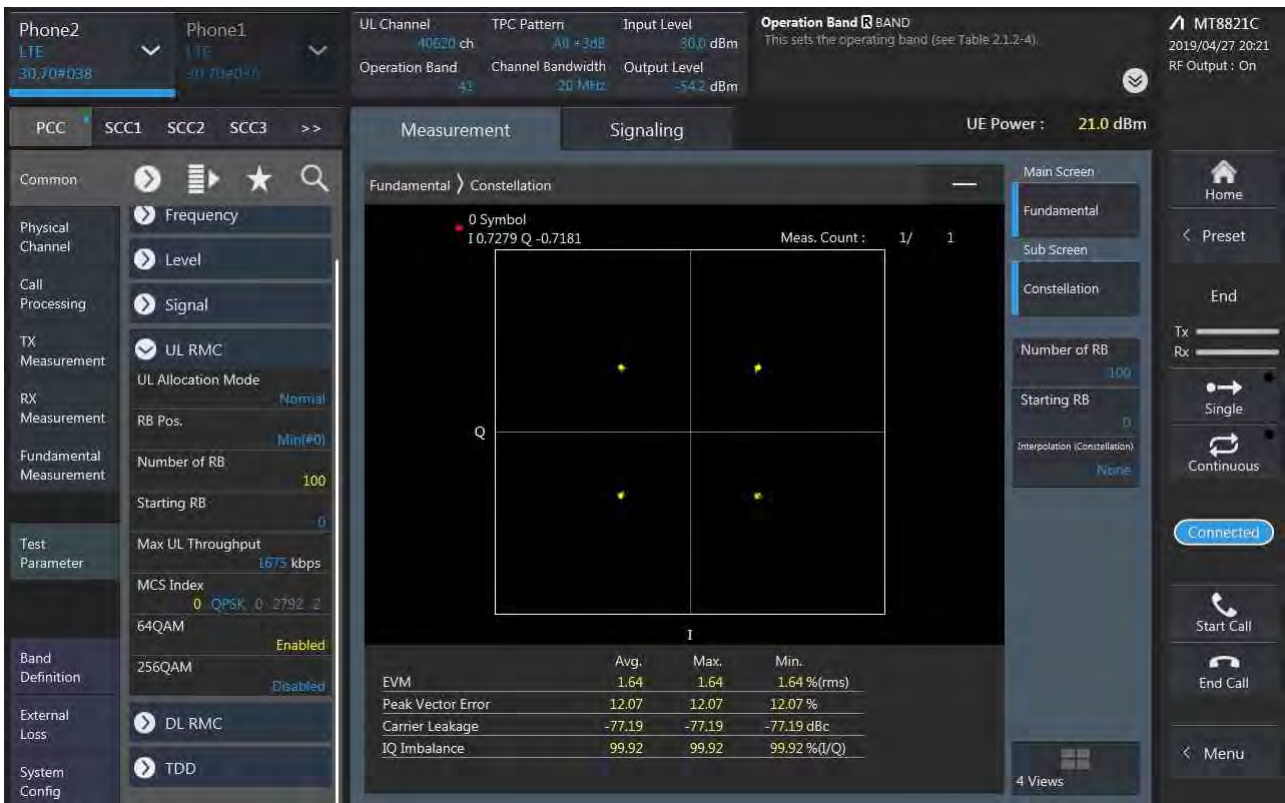 Phone2
LTE
30.70#038
Phone1
LTE
30.70#038
UL Channel
40620 ch
TPC Pattern
All +3dB
Input Level
30.0 dBm
Operation Band
41
Channel Bandwidth
20 MHz
Output Level
-54.2 dBm
Operation Band R BAND
This sets the operating band (see Table 2.1.2-4).
MT8821C
2019/04/27 20:21
RF Output : On
PCC SCC1 SCC2 SCC3 >>
Measurement
Signaling
UE Power : 21.0 dBm
Common
Physical
Channel
Call
Processing
TX
Measurement
RX
Measurement
Fundamental
Measurement
Test
Parameter
Band
Definition
External
Loss
System
Config
Frequency
Level
Signal
UL RMC
UL Allocation Mode
Normal
RB Pos.
Min(#0)
Number of RB
100
Starting RB
0
Max UL Throughput
1675 kbps
MCS Index
0 QPSK 0 2792 2
64QAM
Enabled
256QAM
Disabled
DL RMC
TDD
Fundamental > Constellation
0 Symbol
I 0.7279 Q -0.7181
Meas. Count : 1/ 1
Q
I
Avg. Max. Min.
EVM 1.64 1.64 1.64 %(rms)
Peak Vector Error 12.07 12.07 12.07 %
Carrier Leakage -77.19 -77.19 -77.19 dBc
IQ Imbalance 99.92 99.92 99.92 %(I/Q)
Main Screen
Fundamental
Sub Screen
Constellation
Number of RB
100
Starting RB
0
Interpolation (Constellation)
None
4 Views
Home
< Preset
End
Tx
Rx
Single
Continuous
Connected
Start Call
End Call
< Menu